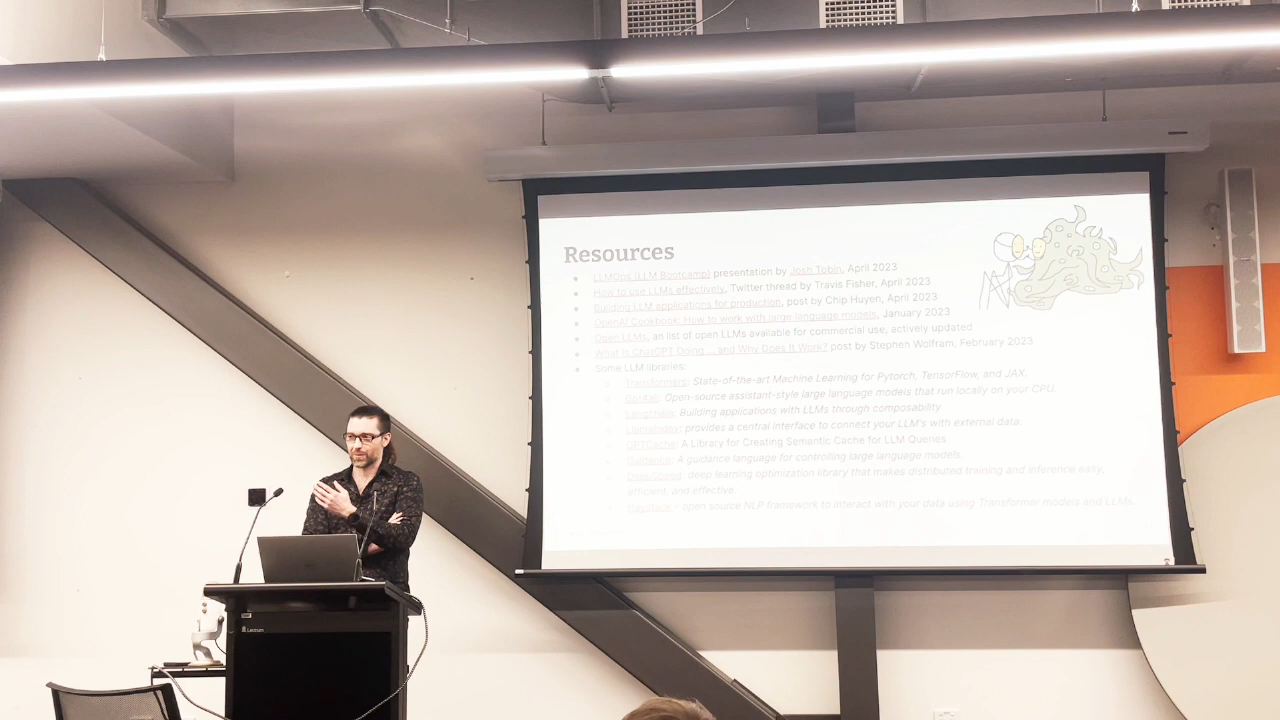 Resources
LLMOps (LLM Bootcamp) presentation by Josh Tobin, April 2023
How to use LLMs effectively, Twitter thread by Travis Fisher, April 2023
Building LLM applications for production, post by Chip Huyen, April 2023
OpenAI Cookbook: How to work with large language models, January 2023
Open LLMs, an list of open LLMs available for commercial use, actively updated
What Is ChatGPT Doing ... and Why Does It Work? post by Stephen Wolfram, February 2023
Some LLM libraries:
Transformers: State-of-the-art Machine Learning for Pytorch, TensorFlow, and JAX.
Gpt4all: Open-source assistant-style large language models that run locally on your CPU.
Langchain: Building applications with LLMs through composability
LlamaIndex: provides a central interface to connect your LLM's with external data.
GPTCache: A Library for Creating Semantic Cache for LLM Queries
Guidance: A guidance language for controlling large language models.
DeepSpeed: deep learning optimization library that makes distributed training and inference easy,
efficient, and effective.
Haystack - open source NLP framework to interact with your data using Transformer models and LLMs.
Lectrum